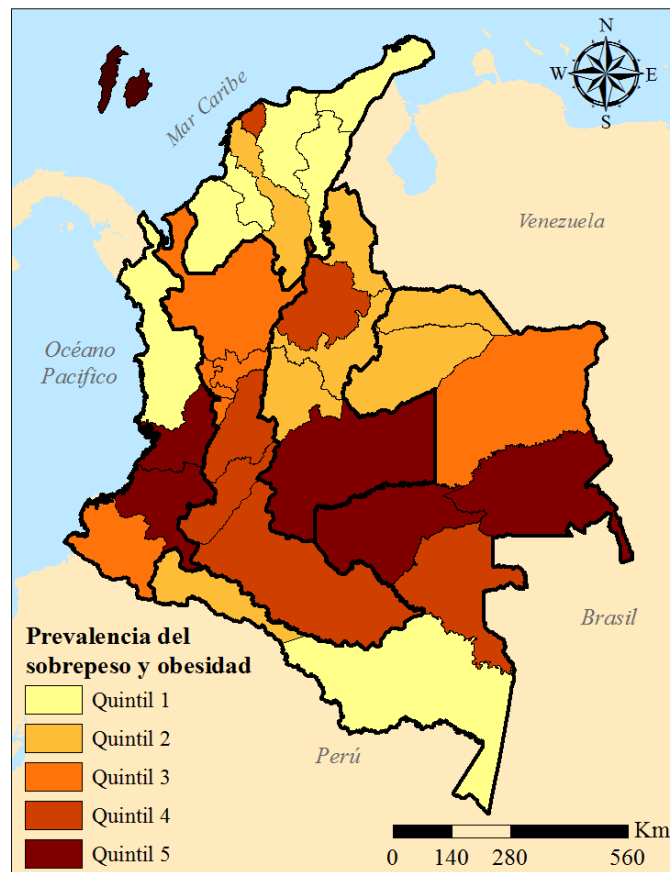 N
W E
S
Mar Caribe
Venezuela
Océano
Pacifico
Brasil
Perú
Prevalencia del
sobrepeso y obesidad
Quintil 1
Quintil 2
Quintil 3
Quintil 4
Quintil 5
Km
0 140 280 560